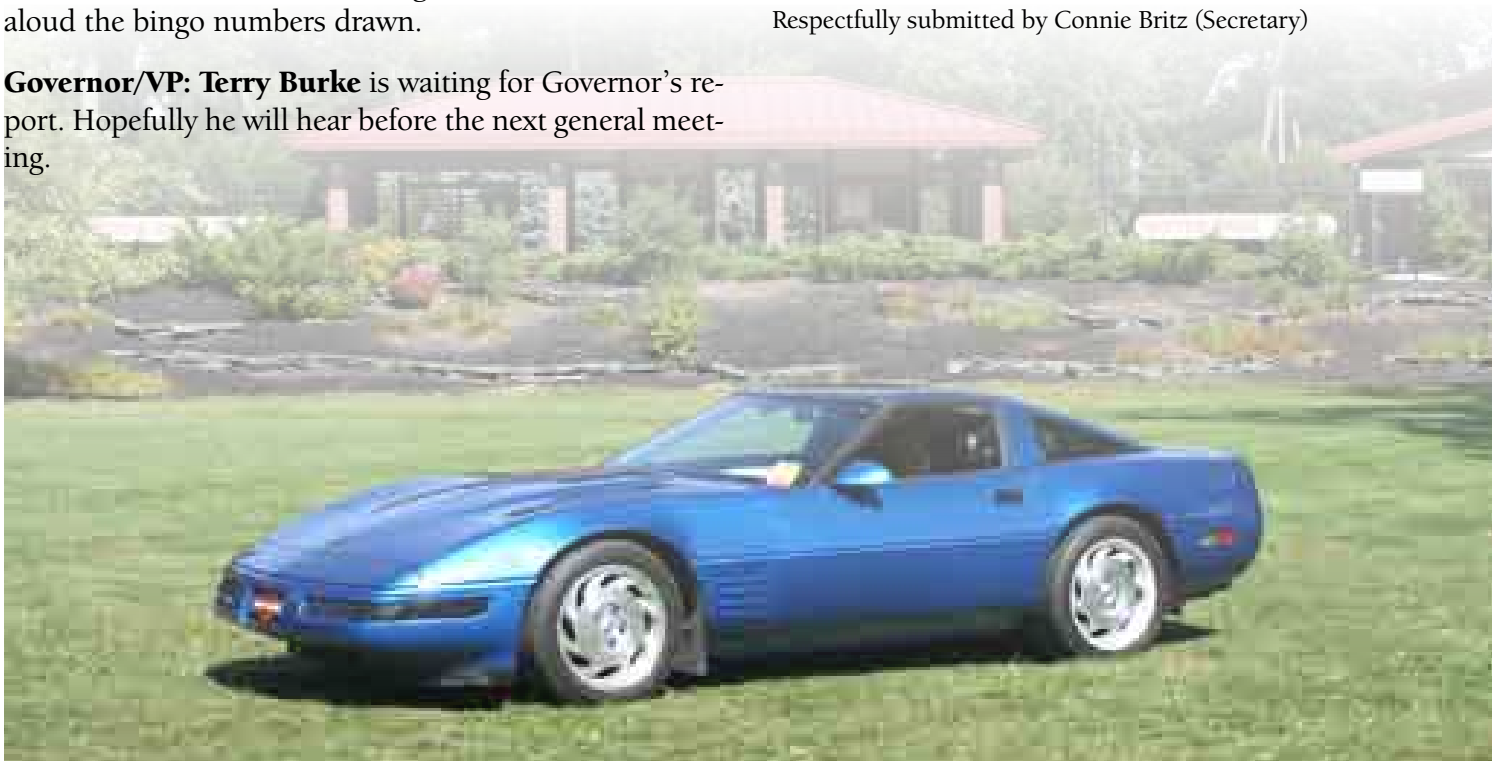 aloud the bingo numbers drawn.
Governor/VP: Terry Burke is waiting for Governor's re-
port. Hopefully he will hear before the next general meet-
ing.
Respectfully submitted by Connie Britz (Secretary)